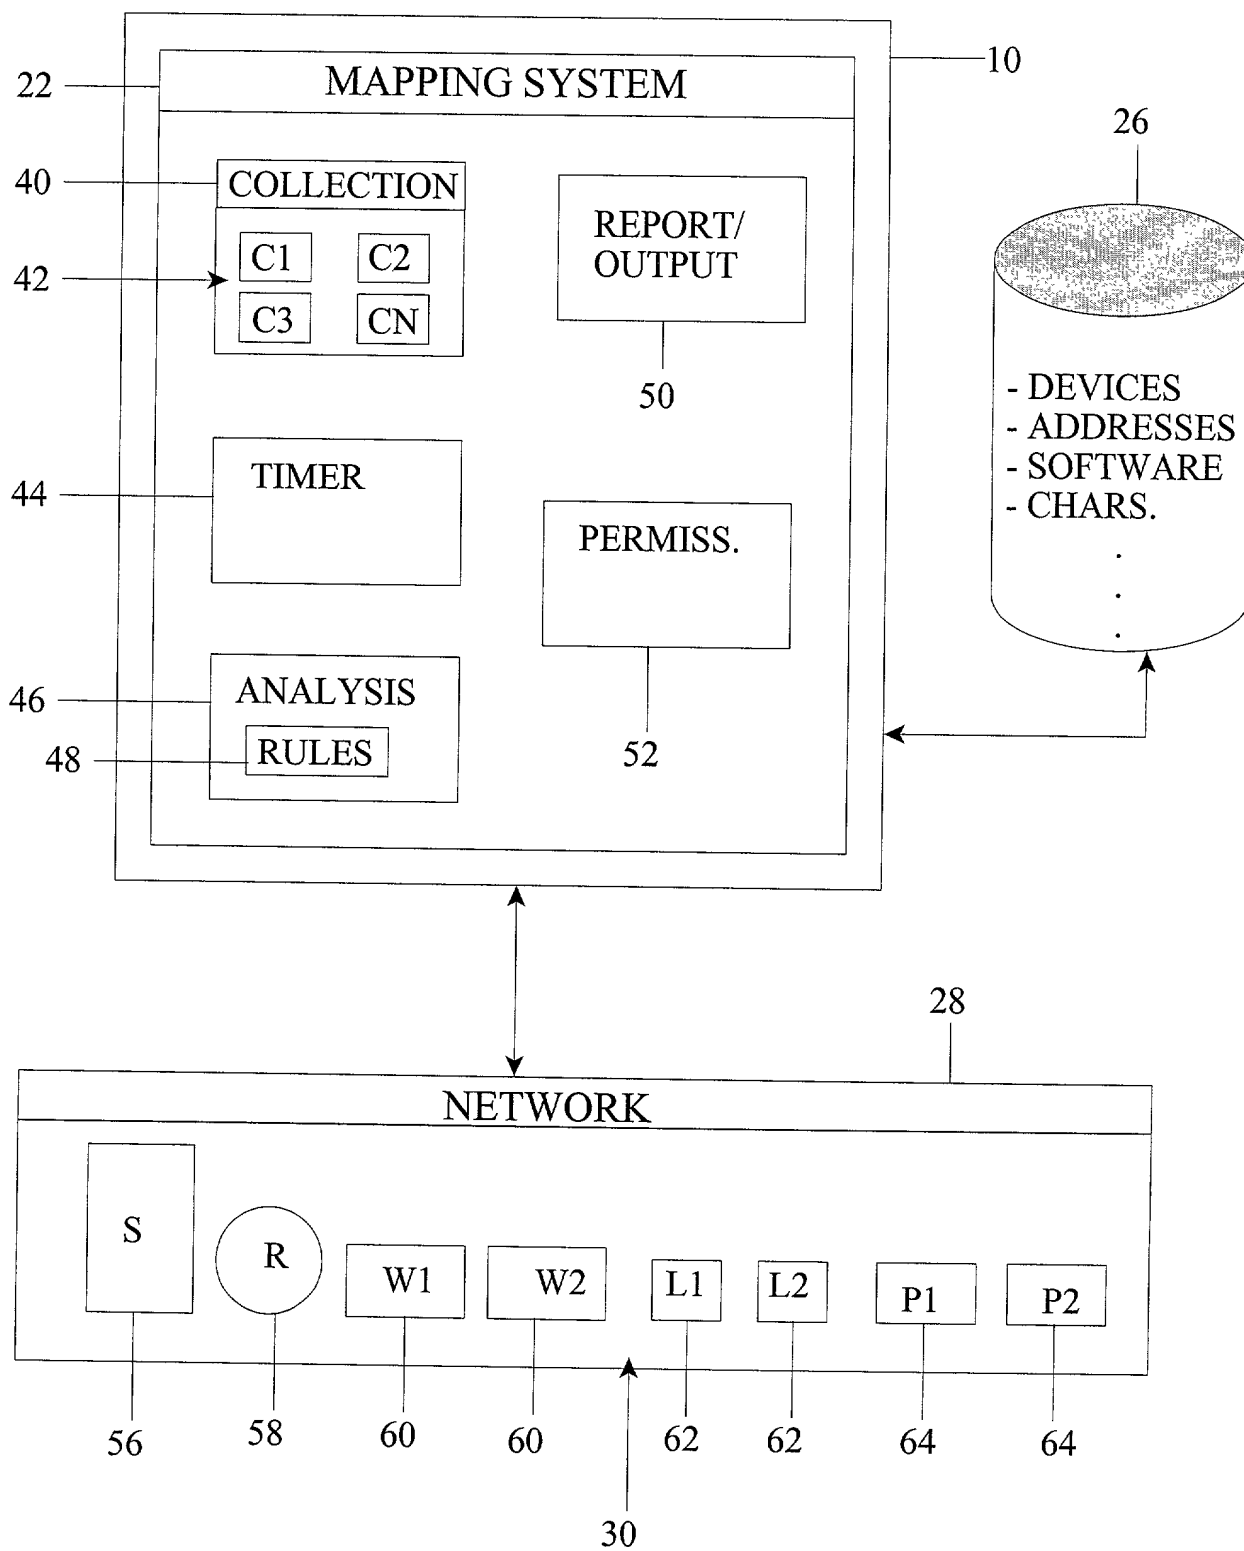 10
22
MAPPING SYSTEM
26
40
COLLECTION
REPORT/
OUTPUT
42
C1
C2
C3
CN
50
- DEVICES
- ADDRESSES
- SOFTWARE
- CHARS.
.
.
.
44
TIMER
PERMISS.
46
ANALYSIS
48
RULES
52
28
NETWORK
S
R
W1
W2
L1
L2
P1
P2
56
58
60
60
62
62
64
64
30